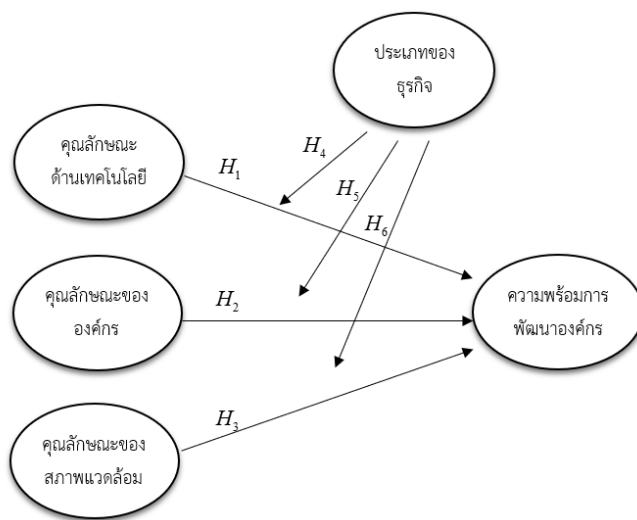 ประเภทของ
ธุรกิจ
คุณลักษณะ
ด้านเทคโนโลยี
H₁
H₄
H₅
H₆
คุณลักษณะของ
องค์กร
H₂
ความพร้อมการ
พัฒนาองค์กร
H₃
คุณลักษณะของ
สภาพแวดล้อม